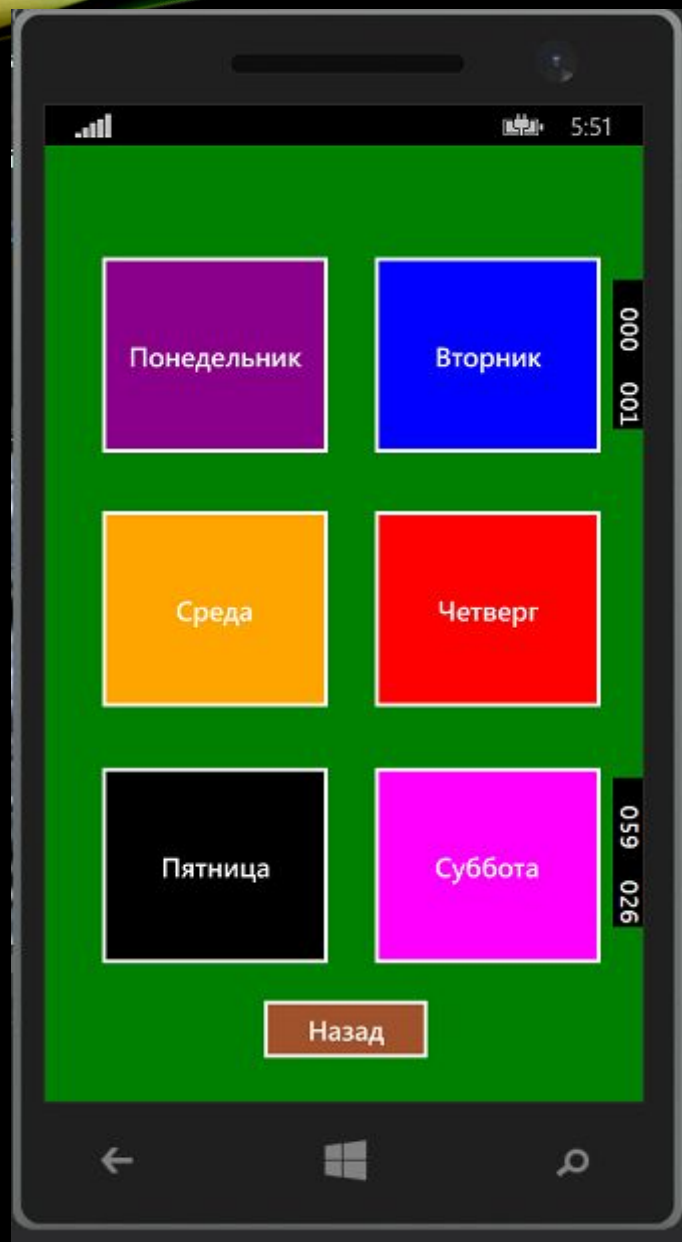 5:51
Понедельник
Вторник
000 001
Среда
Четверг
Пятница
Суббота
059 026
Назад